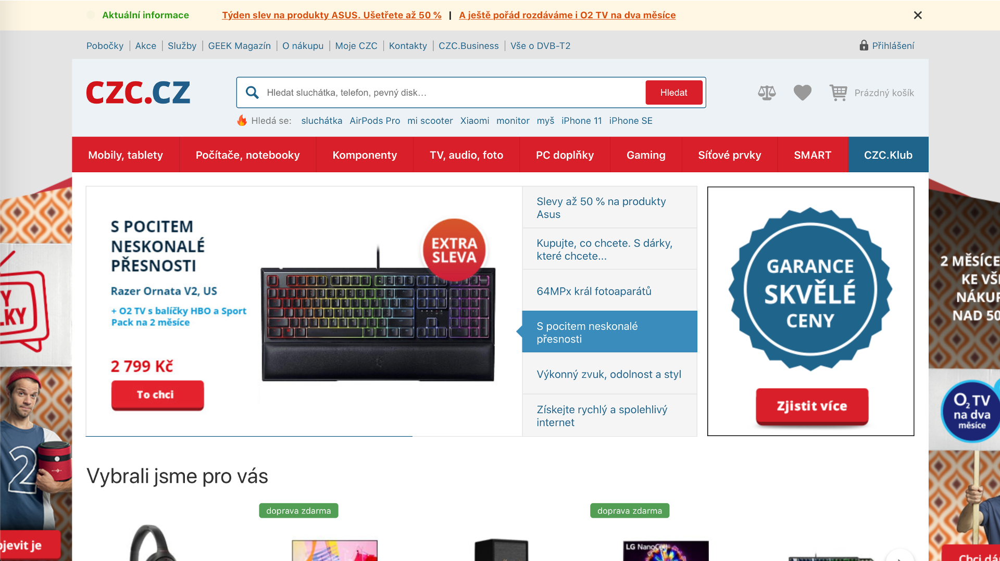 Aktuální informace
Týden slev na produkty ASUS. Ušetřete až 50 % | A ještě pořád rozdáváme i O2 TV na dva měsíce
Pobočky
Akce
Služby
GEEK Magazín
O nákupu
Moje CZC
Kontakty
CZC.Business
Vše o DVB-T2
Přihlášení
CZC.CZ
Hledat sluchátka, telefon, pevný disk…
Hledat
Prázdný košík
Hledá se: sluchátka AirPods Pro mi scooter Xiaomi monitor myš iPhone 11 iPhone SE
Mobily, tablety
Počítače, notebooky
Komponenty
TV, audio, foto
PC doplňky
Gaming
Síťové prvky
SMART
CZC.Klub
S POCITEM
NESKONALÉ
PŘESNOSTI
Razer Ornata V2, US
+ O2 TV s balíčky HBO a Sport
Pack na 2 měsíce
2 799 Kč
To chci
EXTRA
SLEVA
Slevy až 50 % na produkty
Asus
Kupujte, co chcete. S dárky,
které chcete...
64MPx král fotoaparátů
S pocitem neskonalé
přesnosti
Výkonný zvuk, odolnost a styl
Získejte rychlý a spolehlivý
internet
GARANCE
SKVĚLÉ
CENY
Zjistit více
2 MĚSÍCE
KE VŠ
NÁKUP
NAD 50
O2 TV
na dva
měsíce
Y
LKY
2
jevit je
Vybrali jsme pro vás
doprava zdarma
doprava zdarma
LG NanoCell
Chci dá